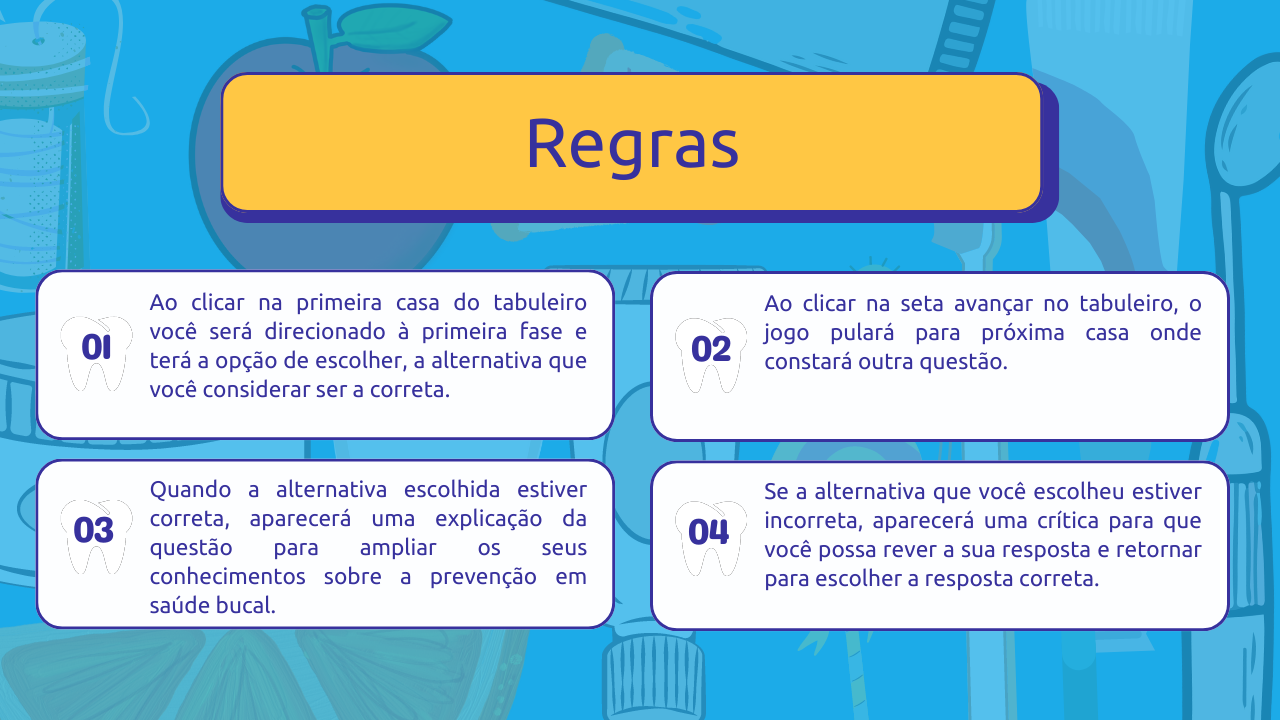 Regras
01
Ao clicar na primeira casa do tabuleiro
você será direcionado à primeira fase e
terá a opção de escolher, a alternativa que
você considerar ser a correta.
02
Ao clicar na seta avançar no tabuleiro, o
jogo pulará para próxima casa onde
constará outra questão.
03
Quando a alternativa escolhida estiver
correta, aparecerá uma explicação da
questão para ampliar os seus
conhecimentos sobre a prevenção em
saúde bucal.
04
Se a alternativa que você escolheu estiver
incorreta, aparecerá uma crítica para que
você possa rever a sua resposta e retornar
para escolher a resposta correta.